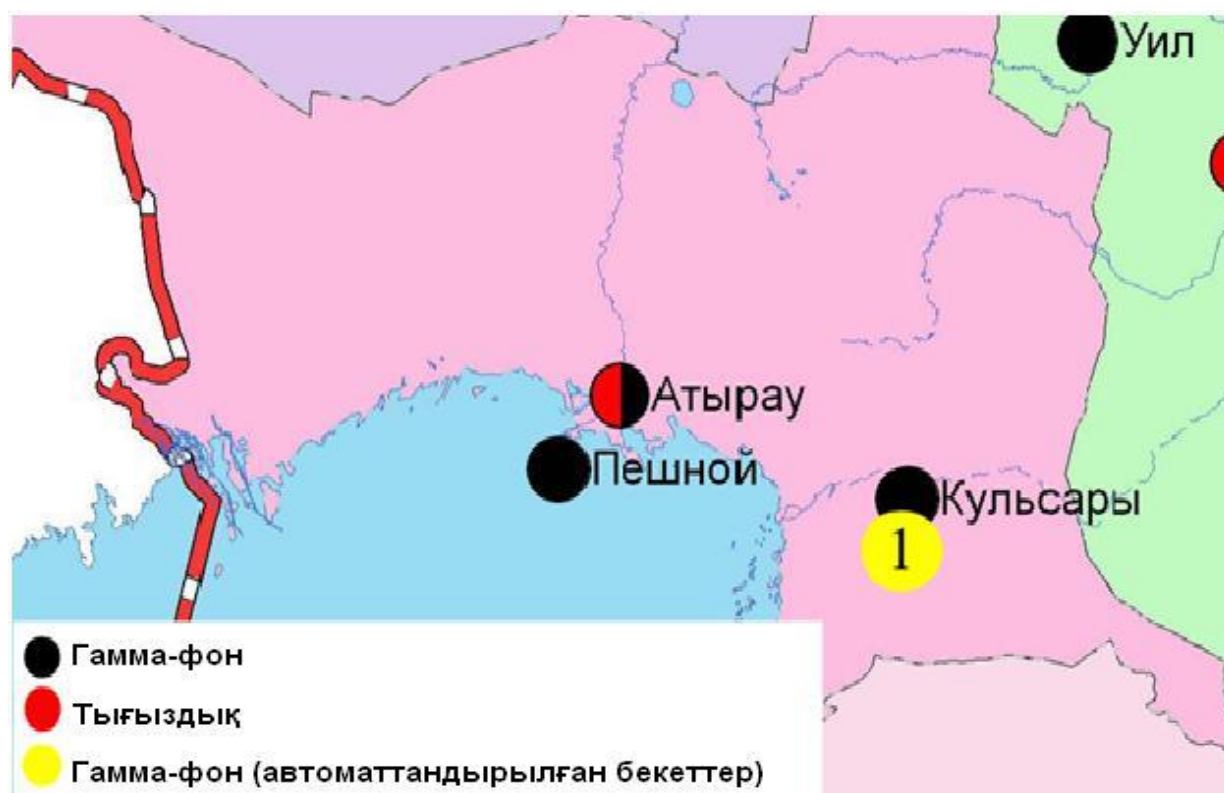 Уил
Атырау
Пешной
Кульсары
1
Гамма-фон
Тығыздық
Гамма-фон (автоматтандырылған бекеттер)